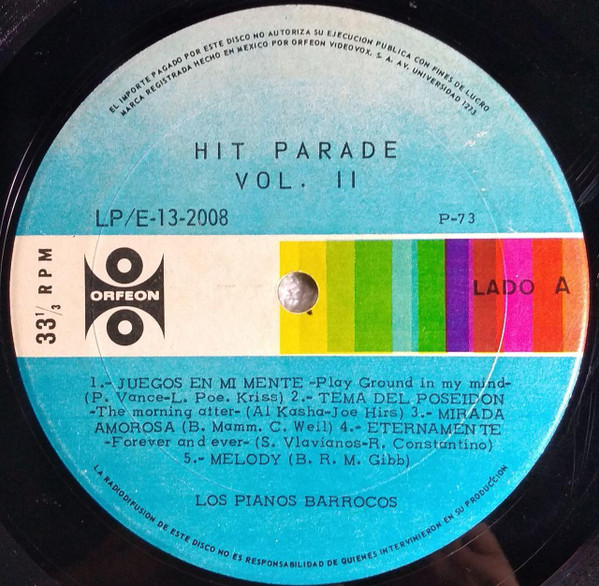 EL IMPORTE PAGADO POR ESTE DISCO NO AUTORIZA SU EJECUCION PUBLICA CON FINES DE LUCRO
MARCA REGISTRADA HECHO EN MEXICO POR ORFEON VIDEOVOX, S. A. AV. UNIVERSIDAD 1273
HIT PARADE
VOL. II
LP/E-13-2008
P-73
33⅓ RPM
ORFEON
LADO A
1.- JUEGOS EN MI MENTE -Play Ground in my mind-
(P. Vance-L. Poe. Kriss) 2.- TEMA DEL POSEIDON
-The morning atter- (Al Kasha-Joe Hirs) 3.- MIRADA
AMOROSA (B. Mamm. C. Weil) 4.- ETERNAMENTE
-Forever and ever- (S. Vlavianos-R. Constantino)
5.- MELODY (B. R. M. Gibb)
LOS PIANOS BARROCOS
LA RADIODIFUSION DE ESTE DISCO NO ES RESPONSABILIDAD DE QUIENES INTERVINIERON EN SU PRODUCCION